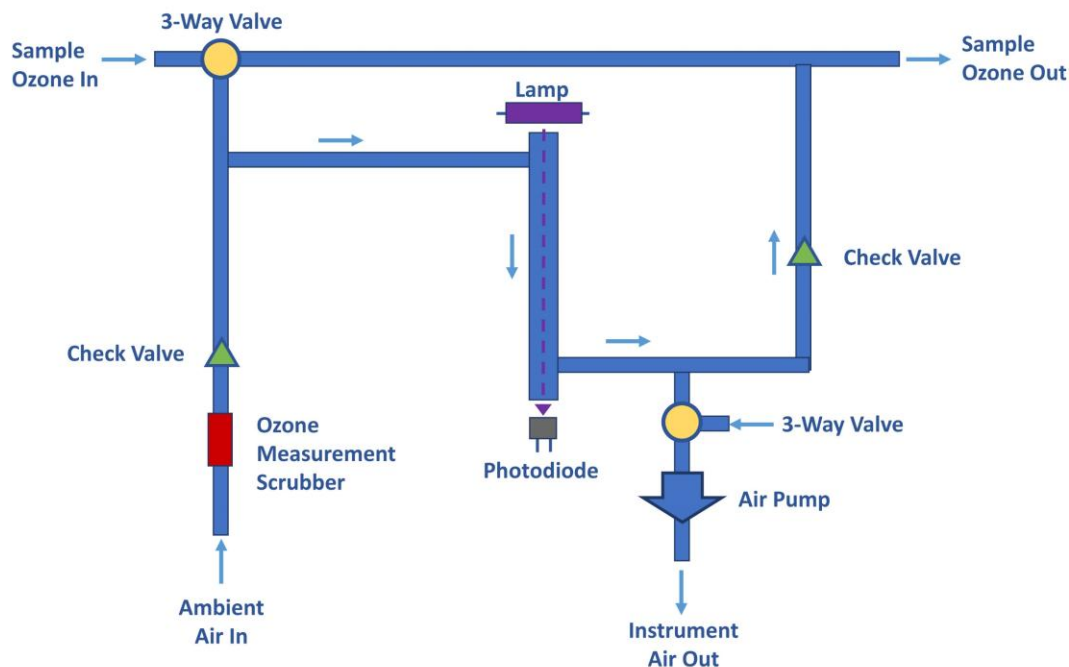 3-Way Valve
Sample
Ozone In
Sample
Ozone Out
Lamp
Check Valve
Check Valve
Ozone
Measurement
Scrubber
3-Way Valve
Photodiode
Air Pump
Ambient
Air In
Instrument
Air Out